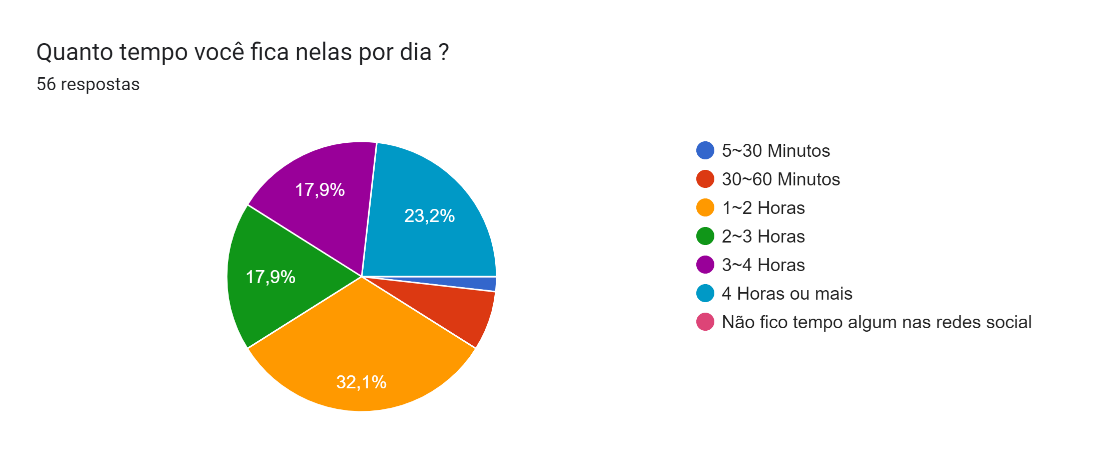 Quanto tempo você fica nelas por dia ?
56 respostas
17,9%
23,2%
17,9%
32,1%
5~30 Minutos
30~60 Minutos
1~2 Horas
2~3 Horas
3~4 Horas
4 Horas ou mais
Não fico tempo algum nas redes social